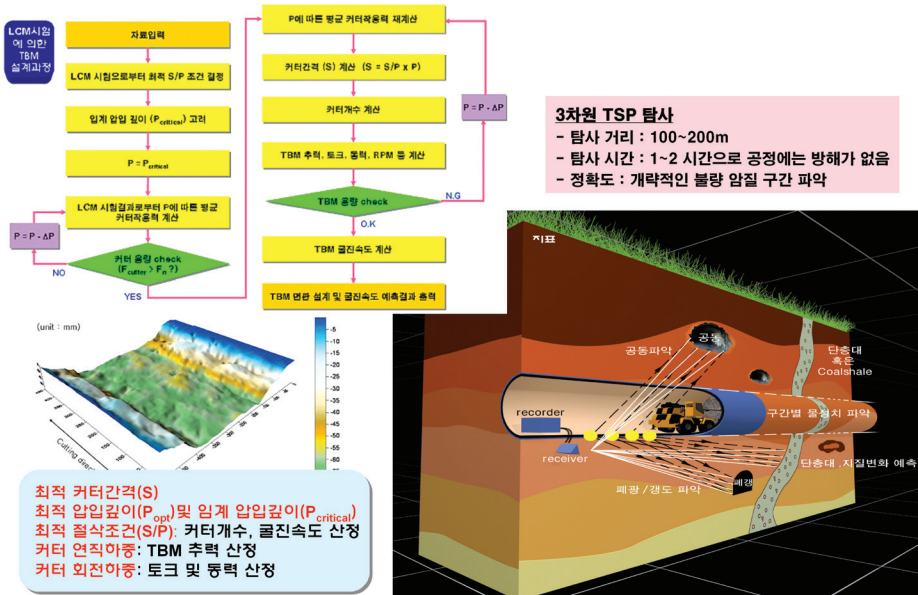 LCM시험
에 의한
TBM
설계과정
자료입력
LCM 시험으로부터 최적 S/P 조건 결정
임계 압입 깊이 (Pcritical) 고려
P = Pcritical
LCM 시험결과로부터 P에 따른 평균
커터작용력 계산
P = P - ΔP
커터 용량 check
(Fcutter > Fn ?)
NO
YES
P에 따른 평균 커터작용력 재계산
커터간격 (S) 계산 (S = S/P x P)
커터개수 계산
TBM 추력, 토크, 동력, RPM 등 계산
P = P - ΔP
TBM 용량 check
N.G
O.K
TBM 굴진속도 계산
TBM 면판 설계 및 굴진속도 예측결과 출력
3차원 TSP 탐사
- 탐사 거리 : 100~200m
- 탐사 시간 : 1~2 시간으로 공정에는 방해가 없음
- 정확도 : 개략적인 불량 암질 구간 파악
(unit : mm)
-5
-10
-15
-20
-25
-30
-35
-40
-45
-50
-55
-60
-65
Cutting direc
최적 커터간격(S)
최적 압입깊이(Popt)및 임계 압입깊이(Pcritical)
최적 절삭조건(S/P): 커터개수, 굴진속도 산정
커터 연직하중: TBM 추력 산정
커터 회전하중: 토크 및 동력 산정
지표
공동
공동파악
단층대
혹은
Coalshale
구간별 물성치 파악
recorder
receiver
단층대 ,지질변화 예측
폐갱
폐광/갱도 파악